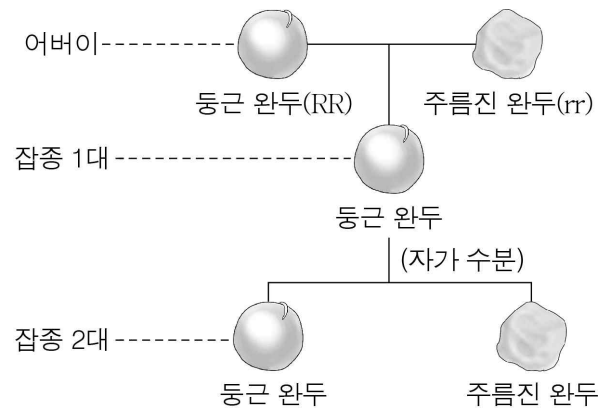 어버이
둥근 완두(RR) 주름진 완두(rr)
잡종 1대
둥근 완두
(자가 수분)
잡종 2대
둥근 완두 주름진 완두